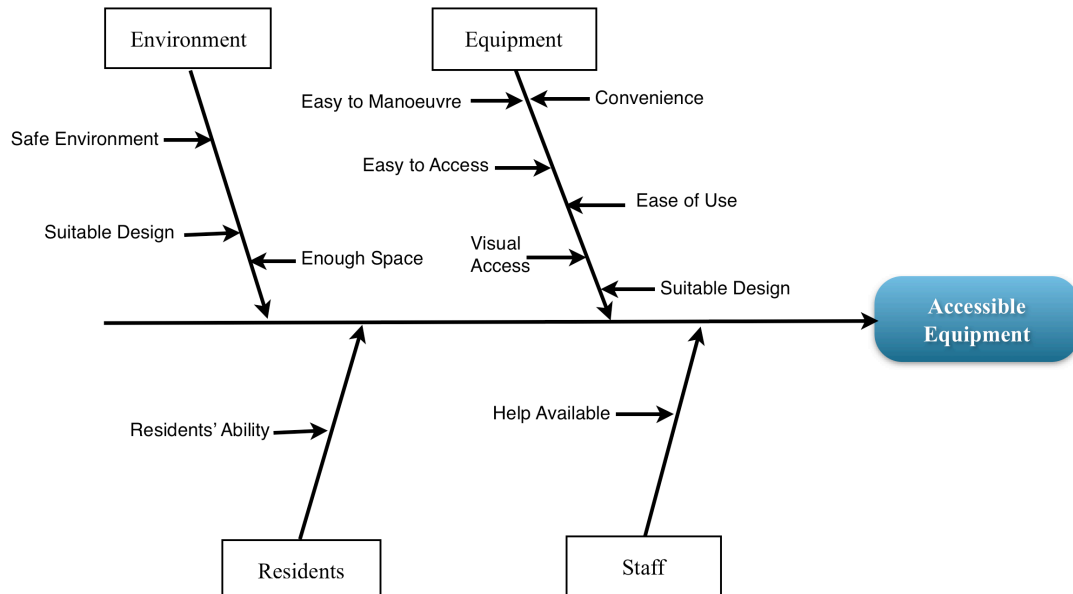 Environment
Equipment
Easy to Manoeuvre
Convenience
Safe Environment
Easy to Access
Ease of Use
Suitable Design
Visual
Access
Enough Space
Suitable Design
Accessible
Equipment
Residents' Ability
Help Available
Residents
Staff